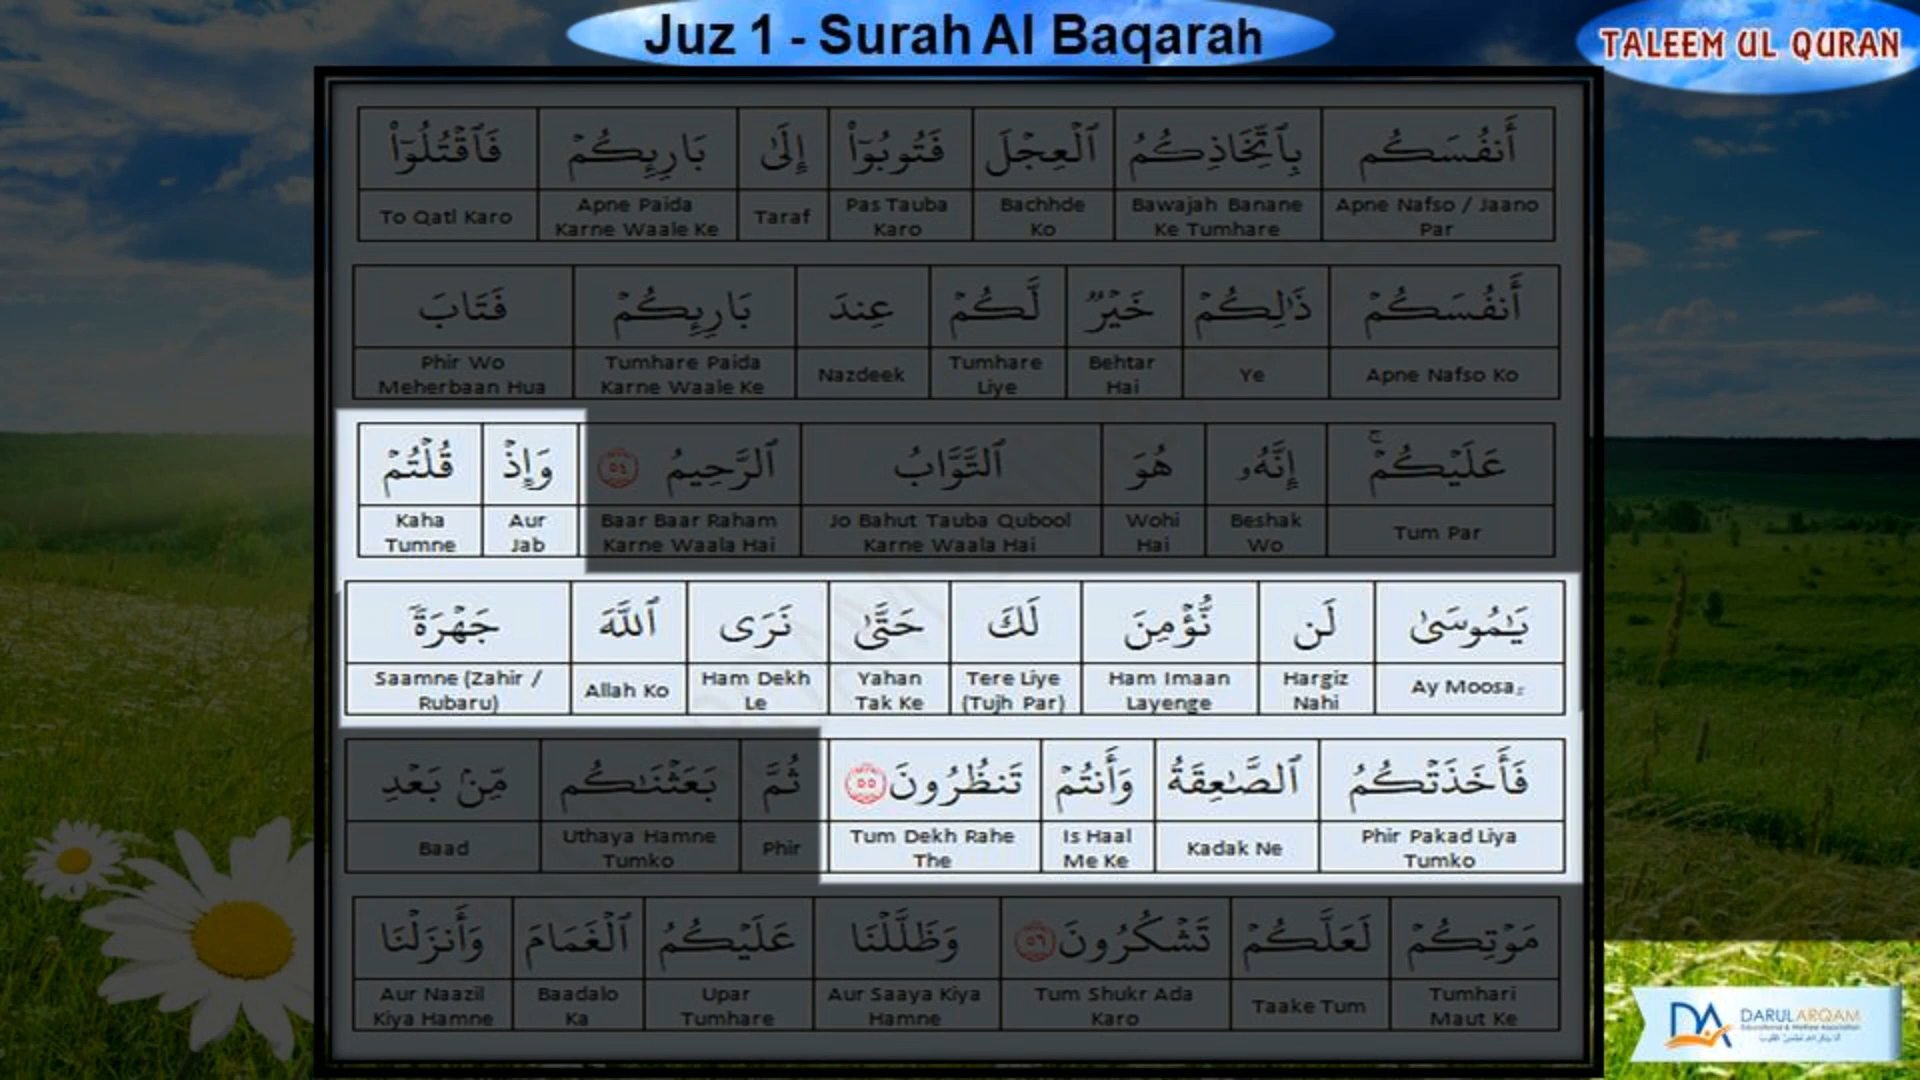 Juz 1 - Surah Al Baqarah
TALEEM UL QURAN
أَنفُسَكُم بِٱتِّخَاذِكُمُ ٱلْعِجْلَ فَتُوبُوٓا۟ إِلَىٰ بَارِئِكُمْ فَٱقْتُلُوٓا۟
To Qatl Karo Apne Paida Karne Waale Ke Taraf Pas Tauba Karo Bachhde Ko Bawajah Banane Ke Tumhare Apne Nafso / Jaano Par
أَنفُسَكُمْ ذَٰلِكُمْ خَيْرٌ لَّكُمْ عِندَ بَارِئِكُمْ فَتَابَ
Phir Wo Meherbaan Hua Tumhare Paida Karne Waale Ke Nazdeek Tumhare Liye Behtar Hai Ye Apne Nafso Ko
عَلَيْكُمْ ۚ إِنَّهُۥ هُوَ ٱلتَّوَّابُ ٱلرَّحِيمُ ٥٤ وَإِذْ قُلْتُمْ
Kaha Tumne Aur Jab Baar Baar Raham Karne Waala Hai Jo Bahut Tauba Qubool Karne Waala Hai Wohi Hai Beshak Wo Tum Par
يَـٰمُوسَىٰ لَن نُّؤْمِنَ لَكَ حَتَّىٰ نَرَى ٱللَّهَ جَهْرَةً
Saamne (Zahir / Rubaru) Allah Ko Ham Dekh Le Yahan Tak Ke Tere Liye (Tujh Par) Ham Imaan Layenge Hargiz Nahi Ay Moosa
فَأَخَذَتْكُمُ ٱلصَّـٰعِقَةُ وَأَنتُمْ تَنظُرُونَ ٥٥ ثُمَّ بَعَثْنَـٰكُم مِّنۢ بَعْدِ
Baad Uthaya Hamne Tumko Phir Tum Dekh Rahe The Is Haal Me Ke Kadak Ne Phir Pakad Liya Tumko
مَوْتِكُمْ لَعَلَّكُمْ تَشْكُرُونَ ٥٦ وَظَلَّلْنَا عَلَيْكُمُ ٱلْغَمَامَ وَأَنزَلْنَا
Aur Naazil Kiya Hamne Baadalo Ka Upar Tumhare Aur Saaya Kiya Hamne Tum Shukr Ada Karo Taake Tum Tumhari Maut Ke
DARUL ARQAM
Educational & Welfare Association